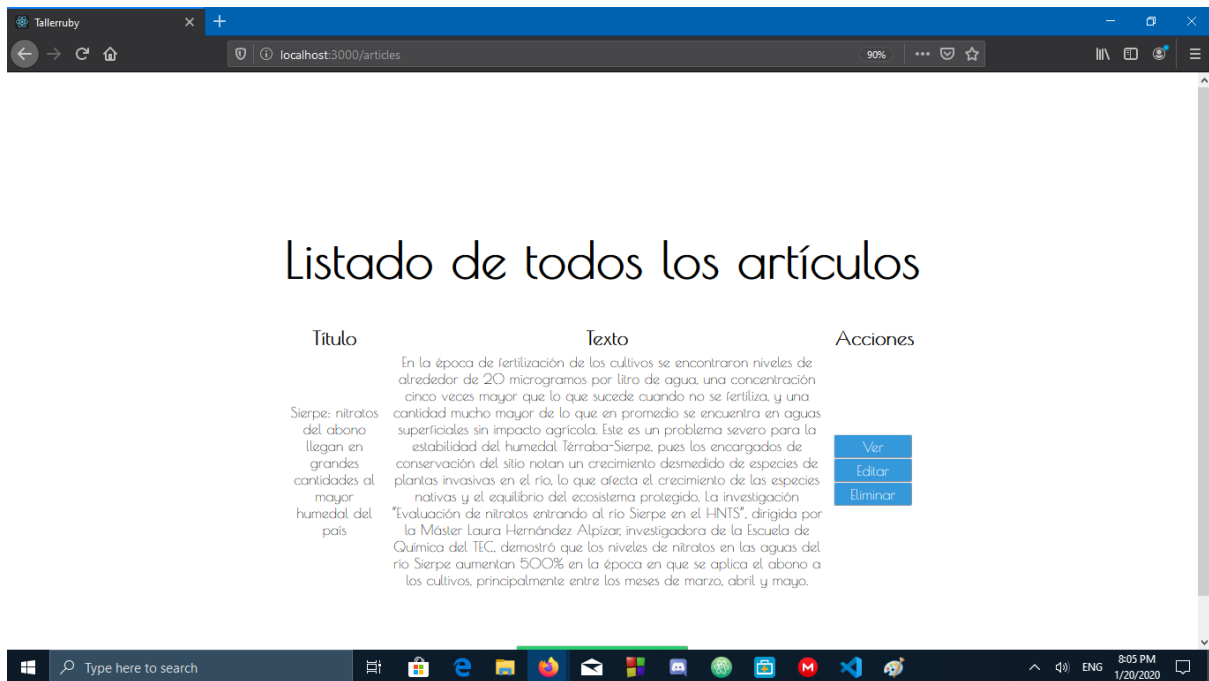 Tallerruby
localhost:3000/articles
90%
Listado de todos los artículos
Título
Texto
Acciones
Sierpe: nitratos
del abono
llegan en
grandes
cantidades al
mayor
humedal del
país
En la época de fertilización de los cultivos se encontraron niveles de
alrededor de 20 microgramos por litro de agua, una concentración
cinco veces mayor que lo que sucede cuando no se fertiliza, y una
cantidad mucho mayor de lo que en promedio se encuentra en aguas
superficiales sin impacto agrícola. Este es un problema severo para la
estabilidad del humedal Térraba-Sierpe, pues los encargados de
conservación del sitio notan un crecimiento desmedido de especies de
plantas invasivas en el río, lo que afecta el crecimiento de las especies
nativas y el equilibrio del ecosistema protegido. La investigación
"Evaluación de nitratos entrando al río Sierpe en el HNTS", dirigida por
la Máster Laura Hernández Alpízar, investigadora de la Escuela de
Química del TEC, demostró que los niveles de nitratos en las aguas del
río Sierpe aumentan 500% en la época en que se aplica el abono a
los cultivos, principalmente entre los meses de marzo, abril y mayo.
Ver
Editar
Eliminar
Type here to search
ENG
8:05 PM
1/20/2020